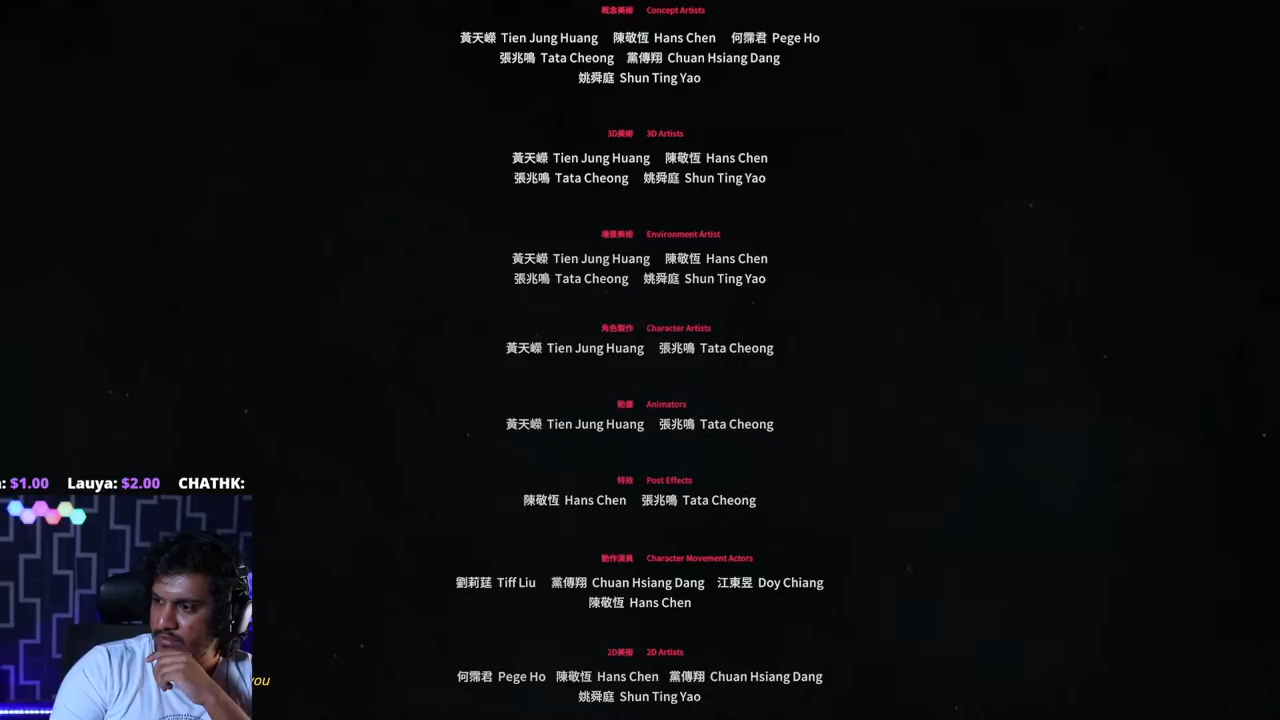 概念美術 Concept Artists
黃天嶸 Tien Jung Huang 陳敬恆 Hans Chen 何霈君 Pege Ho
張兆鳴 Tata Cheong 黨傳翔 Chuan Hsiang Dang
姚舜庭 Shun Ting Yao
3D美術 3D Artists
黃天嶸 Tien Jung Huang 陳敬恆 Hans Chen
張兆鳴 Tata Cheong 姚舜庭 Shun Ting Yao
場景美術 Environment Artist
黃天嶸 Tien Jung Huang 陳敬恆 Hans Chen
張兆鳴 Tata Cheong 姚舜庭 Shun Ting Yao
角色製作 Character Artists
黃天嶸 Tien Jung Huang 張兆鳴 Tata Cheong
動畫 Animators
黃天嶸 Tien Jung Huang 張兆鳴 Tata Cheong
特效 Post Effects
陳敬恆 Hans Chen 張兆鳴 Tata Cheong
: $1.00 Lauya: $2.00 CHATHK:
動作演員 Character Movement Actors
劉莉莛 Tiff Liu 黨傳翔 Chuan Hsiang Dang 江東昱 Doy Chiang
陳敬恆 Hans Chen
2D美術 2D Artists
何霈君 Pege Ho 陳敬恆 Hans Chen 黨傳翔 Chuan Hsiang Dang
you
姚舜庭 Shun Ting Yao